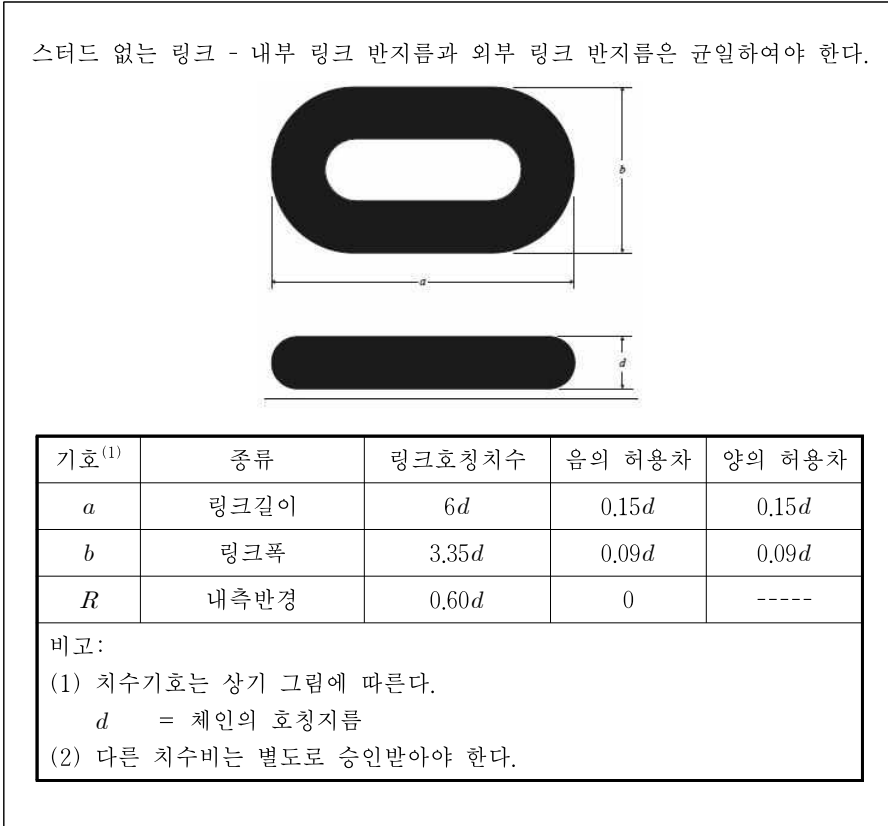 스터드 없는 링크 - 내부 링크 반지름과 외부 링크 반지름은 균일하여야 한다.
b
a
d
기호(1) 종류 링크호칭치수 음의 허용차 양의 허용차
a 링크길이 6d 0.15d 0.15d
b 링크폭 3.35d 0.09d 0.09d
R 내측반경 0.60d 0 -----
비고:
(1) 치수기호는 상기 그림에 따른다.
d = 체인의 호칭지름
(2) 다른 치수비는 별도로 승인받아야 한다.